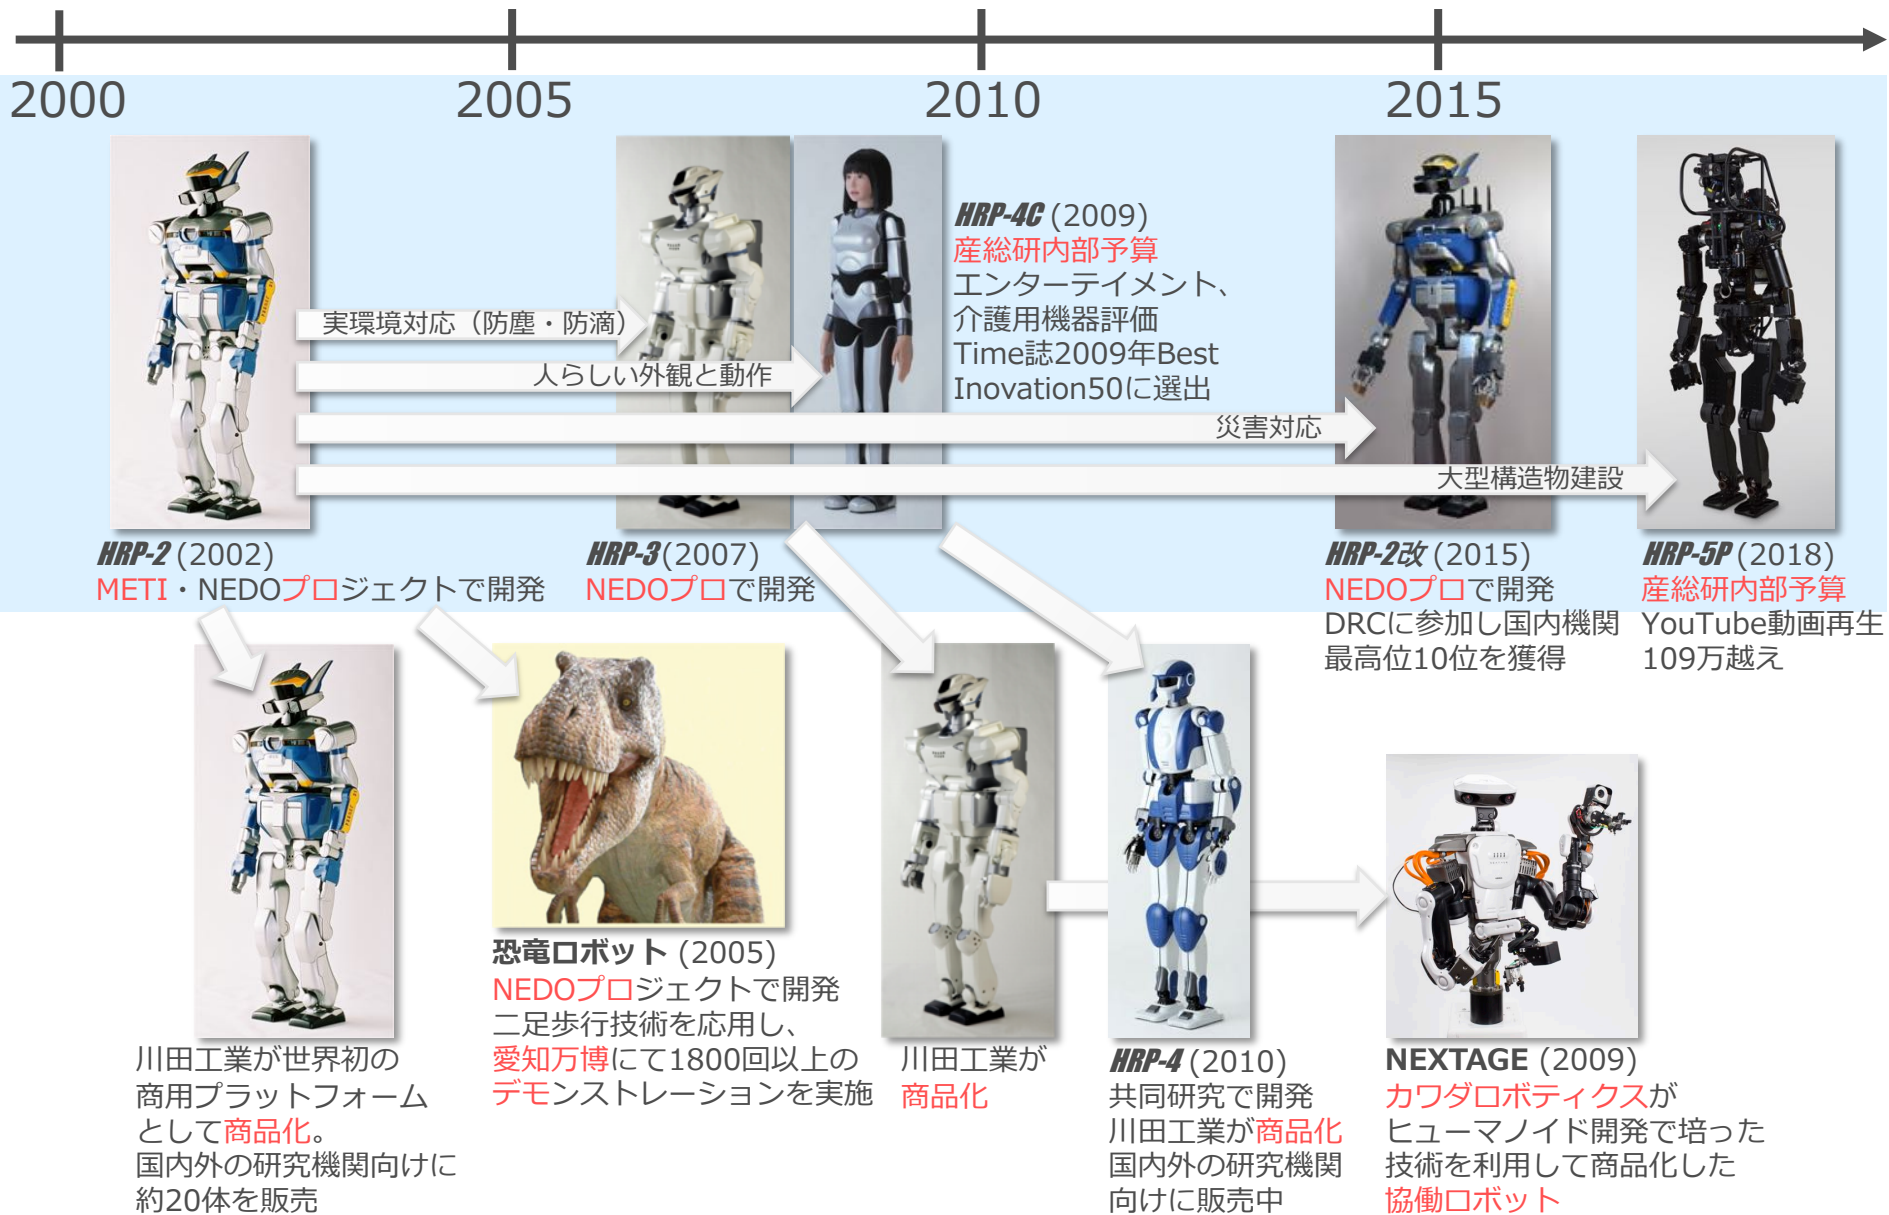 2000
2005
2010
2015
実環境対応（防塵・防滴）
人らしい外観と動作
災害対応
大型構造物建設
HRP-4C (2009)
産総研内部予算
エンターテイメント、
介護用機器評価
Time誌2009年Best
Inovation50に選出
HRP-2 (2002)
METI・NEDOプロジェクトで開発
HRP-3(2007)
NEDOプロで開発
HRP-2改 (2015)
NEDOプロで開発
DRCに参加し国内機関
最高位10位を獲得
HRP-5P (2018)
産総研内部予算
YouTube動画再生
109万越え
川田工業が世界初の
商用プラットフォーム
として商品化。
国内外の研究機関向けに
約20体を販売
恐竜ロボット (2005)
NEDOプロジェクトで開発
二足歩行技術を応用し、
愛知万博にて1800回以上の
デモンストレーションを実施
川田工業が
商品化
HRP-4 (2010)
共同研究で開発
川田工業が商品化
国内外の研究機関
向けに販売中
NEXTAGE (2009)
カワダロボティクスが
ヒューマノイド開発で培った
技術を利用して商品化した
協働ロボット